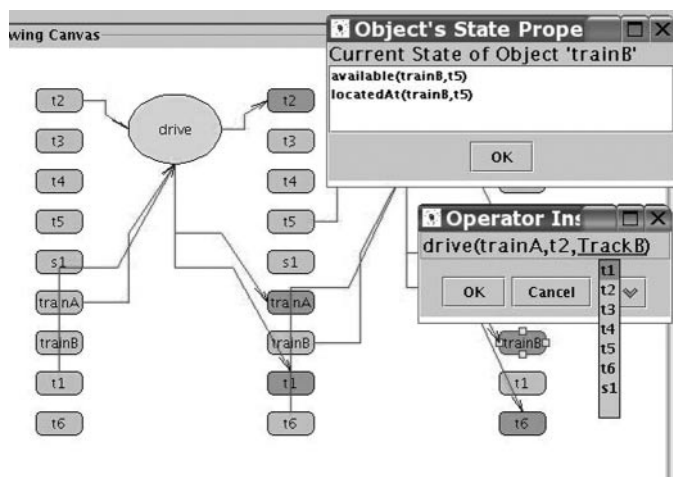 wing Canvas
Object's State Prope
Current State of Object 'trainB'
available(trainB,t5)
locatedAt(trainB,t5)
OK
t2
drive
t2
t3
t3
t4
t4
t5
t5
Operator Ins
drive(trainA,t2,TrackB)
s1
s1
OK
Cancel
t1
t2
t3
t4
t5
t6
s1
trainA
trainA
trainB
trainB
trainB
t1
t1
t1
t6
t6
t6